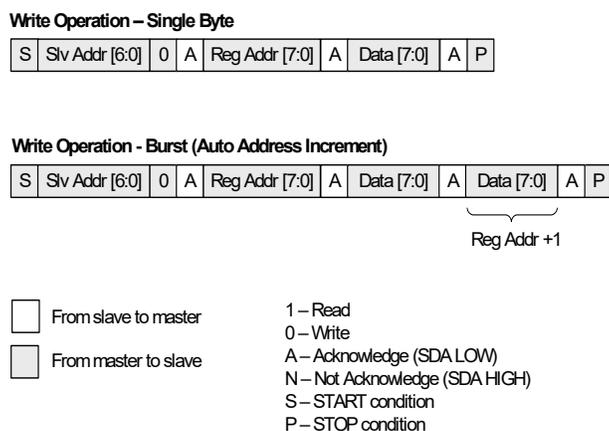 Write Operation – Single Byte
S Slv Addr [6:0] 0 A Reg Addr [7:0] A Data [7:0] A P
Write Operation - Burst (Auto Address Increment)
S Slv Addr [6:0] 0 A Reg Addr [7:0] A Data [7:0] A Data [7:0] A P
Reg Addr +1
From slave to master
From master to slave
1 – Read
0 – Write
A – Acknowledge (SDA LOW)
N – Not Acknowledge (SDA HIGH)
S – START condition
P – STOP condition